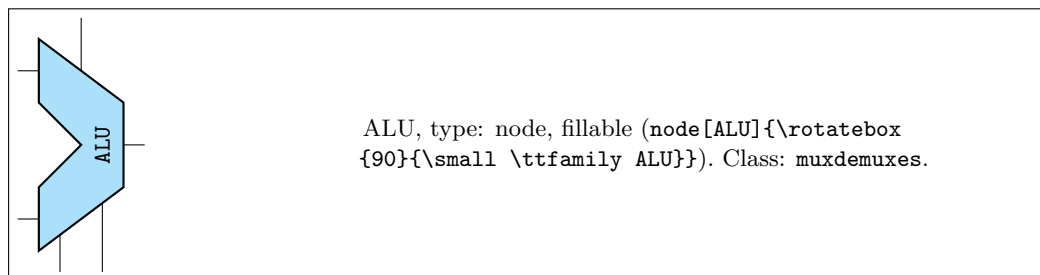 ALU
ALU, type: node, fillable (node[ALU]{\rotatebox
{90}{\small \ttfamily ALU}}). Class: muxdemuxes.